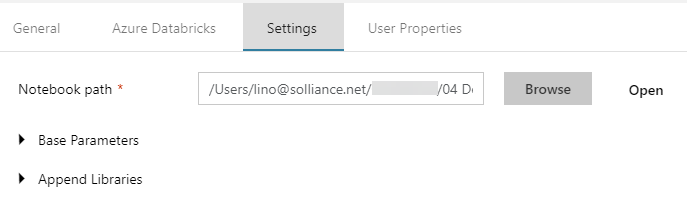 General Azure Databricks Settings User Properties
Notebook path * /Users/lino@solliance.net/ /04 Browse Open
Base Parameters
Append Libraries